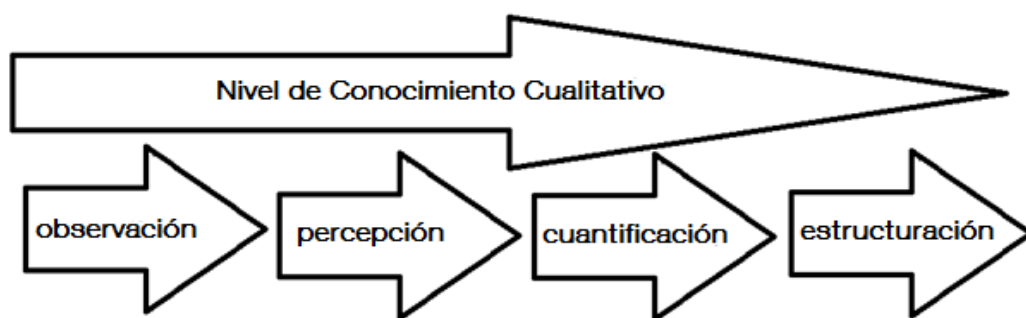 Nivel de Conocimiento Cualitativo
observación
percepción
cuantificación
estructuración